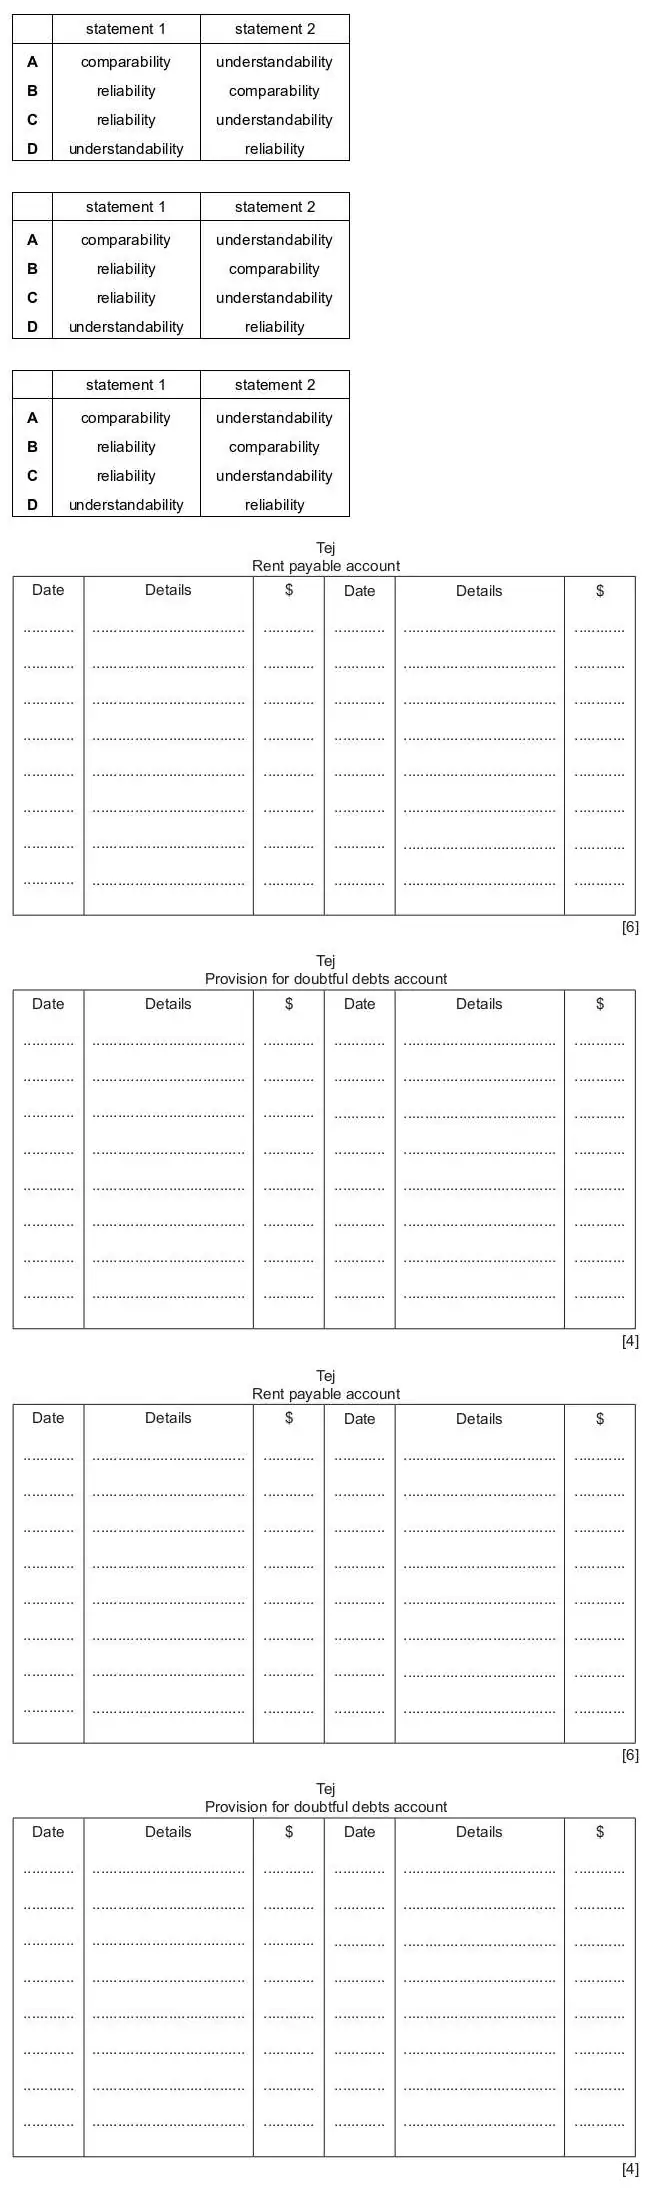 statement 1 statement 2
A comparability understandability
B reliability comparability
C reliability understandability
D understandability reliability
statement 1 statement 2
A comparability understandability
B reliability comparability
C reliability understandability
D understandability reliability
statement 1 statement 2
A comparability understandability
B reliability comparability
C reliability understandability
D understandability reliability
Tej
Rent payable account
Date Details $ Date Details $
[6]
Tej
Provision for doubtful debts account
Date Details $ Date Details $
[4]
Tej
Rent payable account
Date Details $ Date Details $
[6]
Tej
Provision for doubtful debts account
Date Details $ Date Details $
[4]